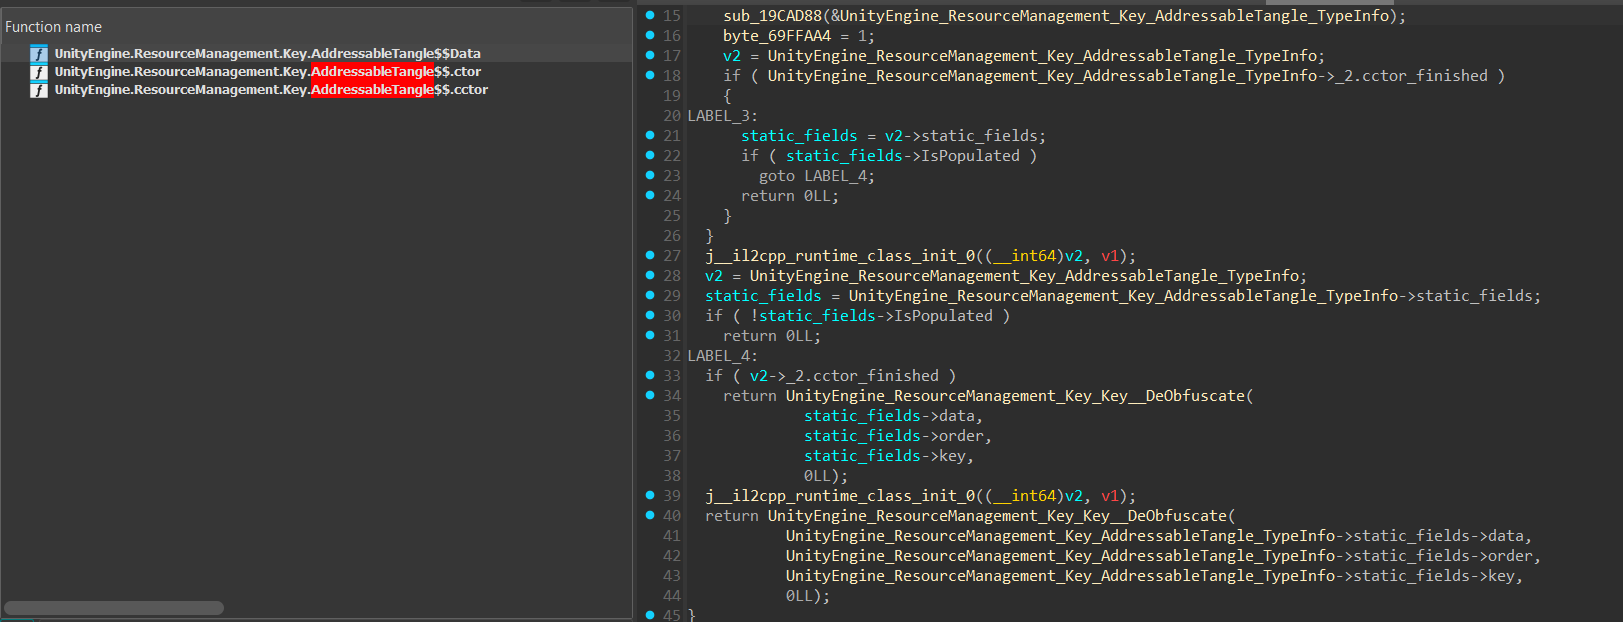 Function name
f UnityEngine.ResourceManagement.Key.AddressableTangle$$Data
f UnityEngine.ResourceManagement.Key.AddressableTangle$$.ctor
f UnityEngine.ResourceManagement.Key.AddressableTangle$$.cctor
15 sub_19CAD88(&UnityEngine_ResourceManagement_Key_AddressableTangle_TypeInfo);
16 byte_69FFAA4 = 1;
17 v2 = UnityEngine_ResourceManagement_Key_AddressableTangle_TypeInfo;
18 if ( UnityEngine_ResourceManagement_Key_AddressableTangle_TypeInfo->_2.cctor_finished )
19 {
20 LABEL_3:
21 static_fields = v2->static_fields;
22 if ( static_fields->IsPopulated )
23 goto LABEL_4;
24 return 0LL;
25 }
26 }
27 j__il2cpp_runtime_class_init_0((__int64)v2, v1);
28 v2 = UnityEngine_ResourceManagement_Key_AddressableTangle_TypeInfo;
29 static_fields = UnityEngine_ResourceManagement_Key_AddressableTangle_TypeInfo->static_fields;
30 if ( !static_fields->IsPopulated )
31 return 0LL;
32 LABEL_4:
33 if ( v2->_2.cctor_finished )
34 return UnityEngine_ResourceManagement_Key_Key__DeObfuscate(
35 static_fields->data,
36 static_fields->order,
37 static_fields->key,
38 0LL);
39 j__il2cpp_runtime_class_init_0((__int64)v2, v1);
40 return UnityEngine_ResourceManagement_Key_Key__DeObfuscate(
41 UnityEngine_ResourceManagement_Key_AddressableTangle_TypeInfo->static_fields->data,
42 UnityEngine_ResourceManagement_Key_AddressableTangle_TypeInfo->static_fields->order,
43 UnityEngine_ResourceManagement_Key_AddressableTangle_TypeInfo->static_fields->key,
44 0LL);
45 }